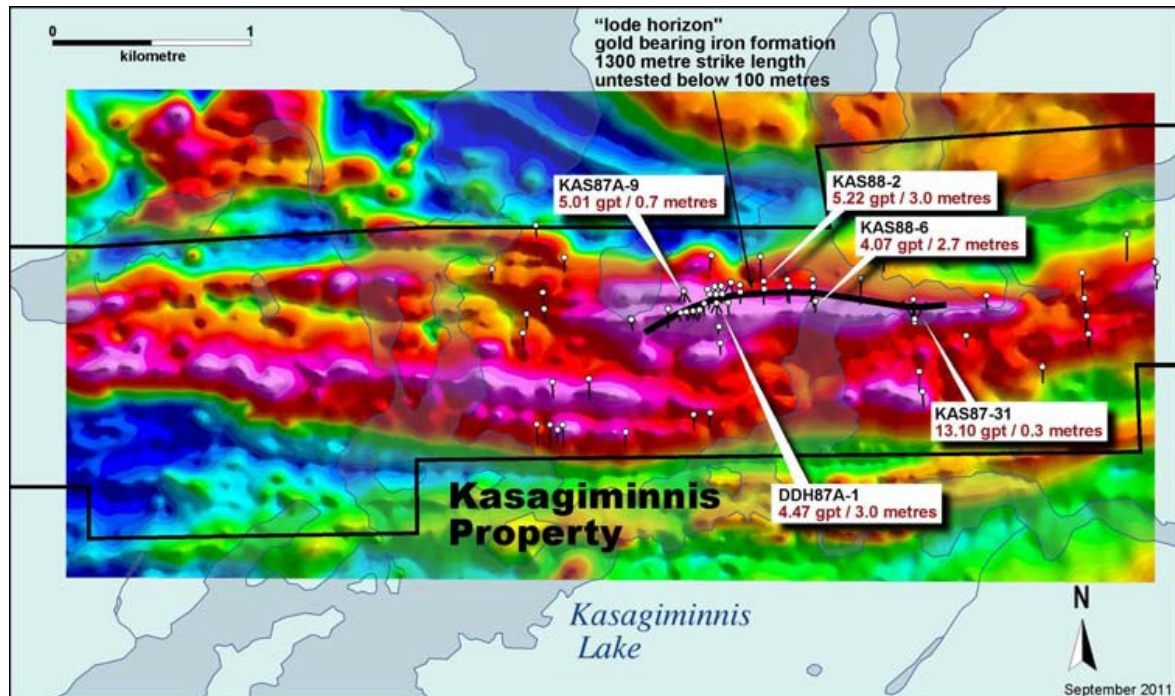 0 1
kilometre
“lode horizon"
gold bearing iron formation
1300 metre strike length
untested below 100 metres
KAS87A-9
5.01 gpt / 0.7 metres
KAS88-2
5.22 gpt / 3.0 metres
KAS88-6
4.07 gpt / 2.7 metres
KAS87-31
13.10 gpt / 0.3 metres
DDH87A-1
4.47 gpt / 3.0 metres
Kasagiminnis
Property
Kasagiminnis
Lake
N
September 2011